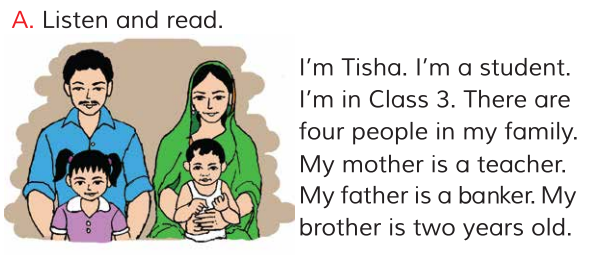 A. Listen and read.
I'm Tisha. I'm a student.
I'm in Class 3. There are
four people in my family.
My mother is a teacher.
My father is a banker. My
brother is two years old.